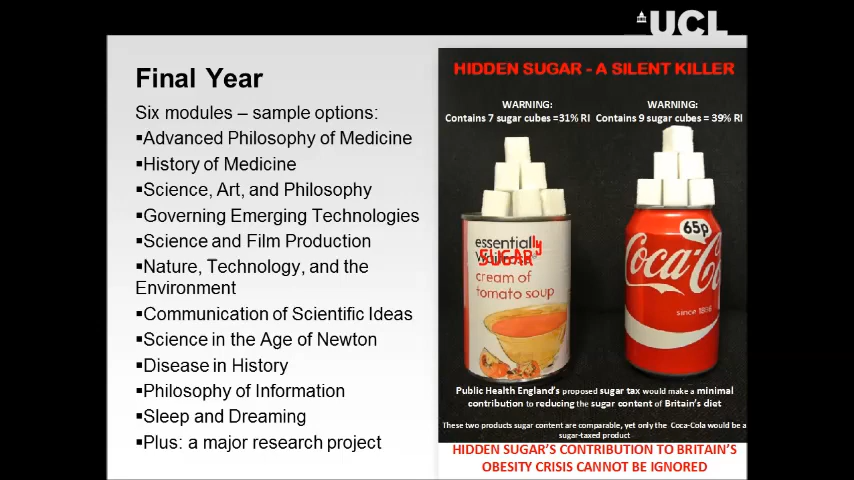 UCL
Final Year
Six modules – sample options:
▪Advanced Philosophy of Medicine
▪History of Medicine
▪Science, Art, and Philosophy
▪Governing Emerging Technologies
▪Science and Film Production
▪Nature, Technology, and the
Environment
▪Communication of Scientific Ideas
▪Science in the Age of Newton
▪Disease in History
▪Philosophy of Information
▪Sleep and Dreaming
▪Plus: a major research project
HIDDEN SUGAR - A SILENT KILLER
WARNING:
Contains 7 sugar cubes =31% RI
WARNING:
Contains 9 sugar cubes = 39% RI
essentially
SUGARY
cream of
tomato soup
65p
Coca-C
since 1886
Public Health England's proposed sugar tax would make a minimal
contribution to reducing the sugar content of Britain's diet
These two products sugar content are comparable, yet only the Coca-Cola would be a
sugar-taxed product
HIDDEN SUGAR'S CONTRIBUTION TO BRITAIN'S
OBESITY CRISIS CANNOT BE IGNORED